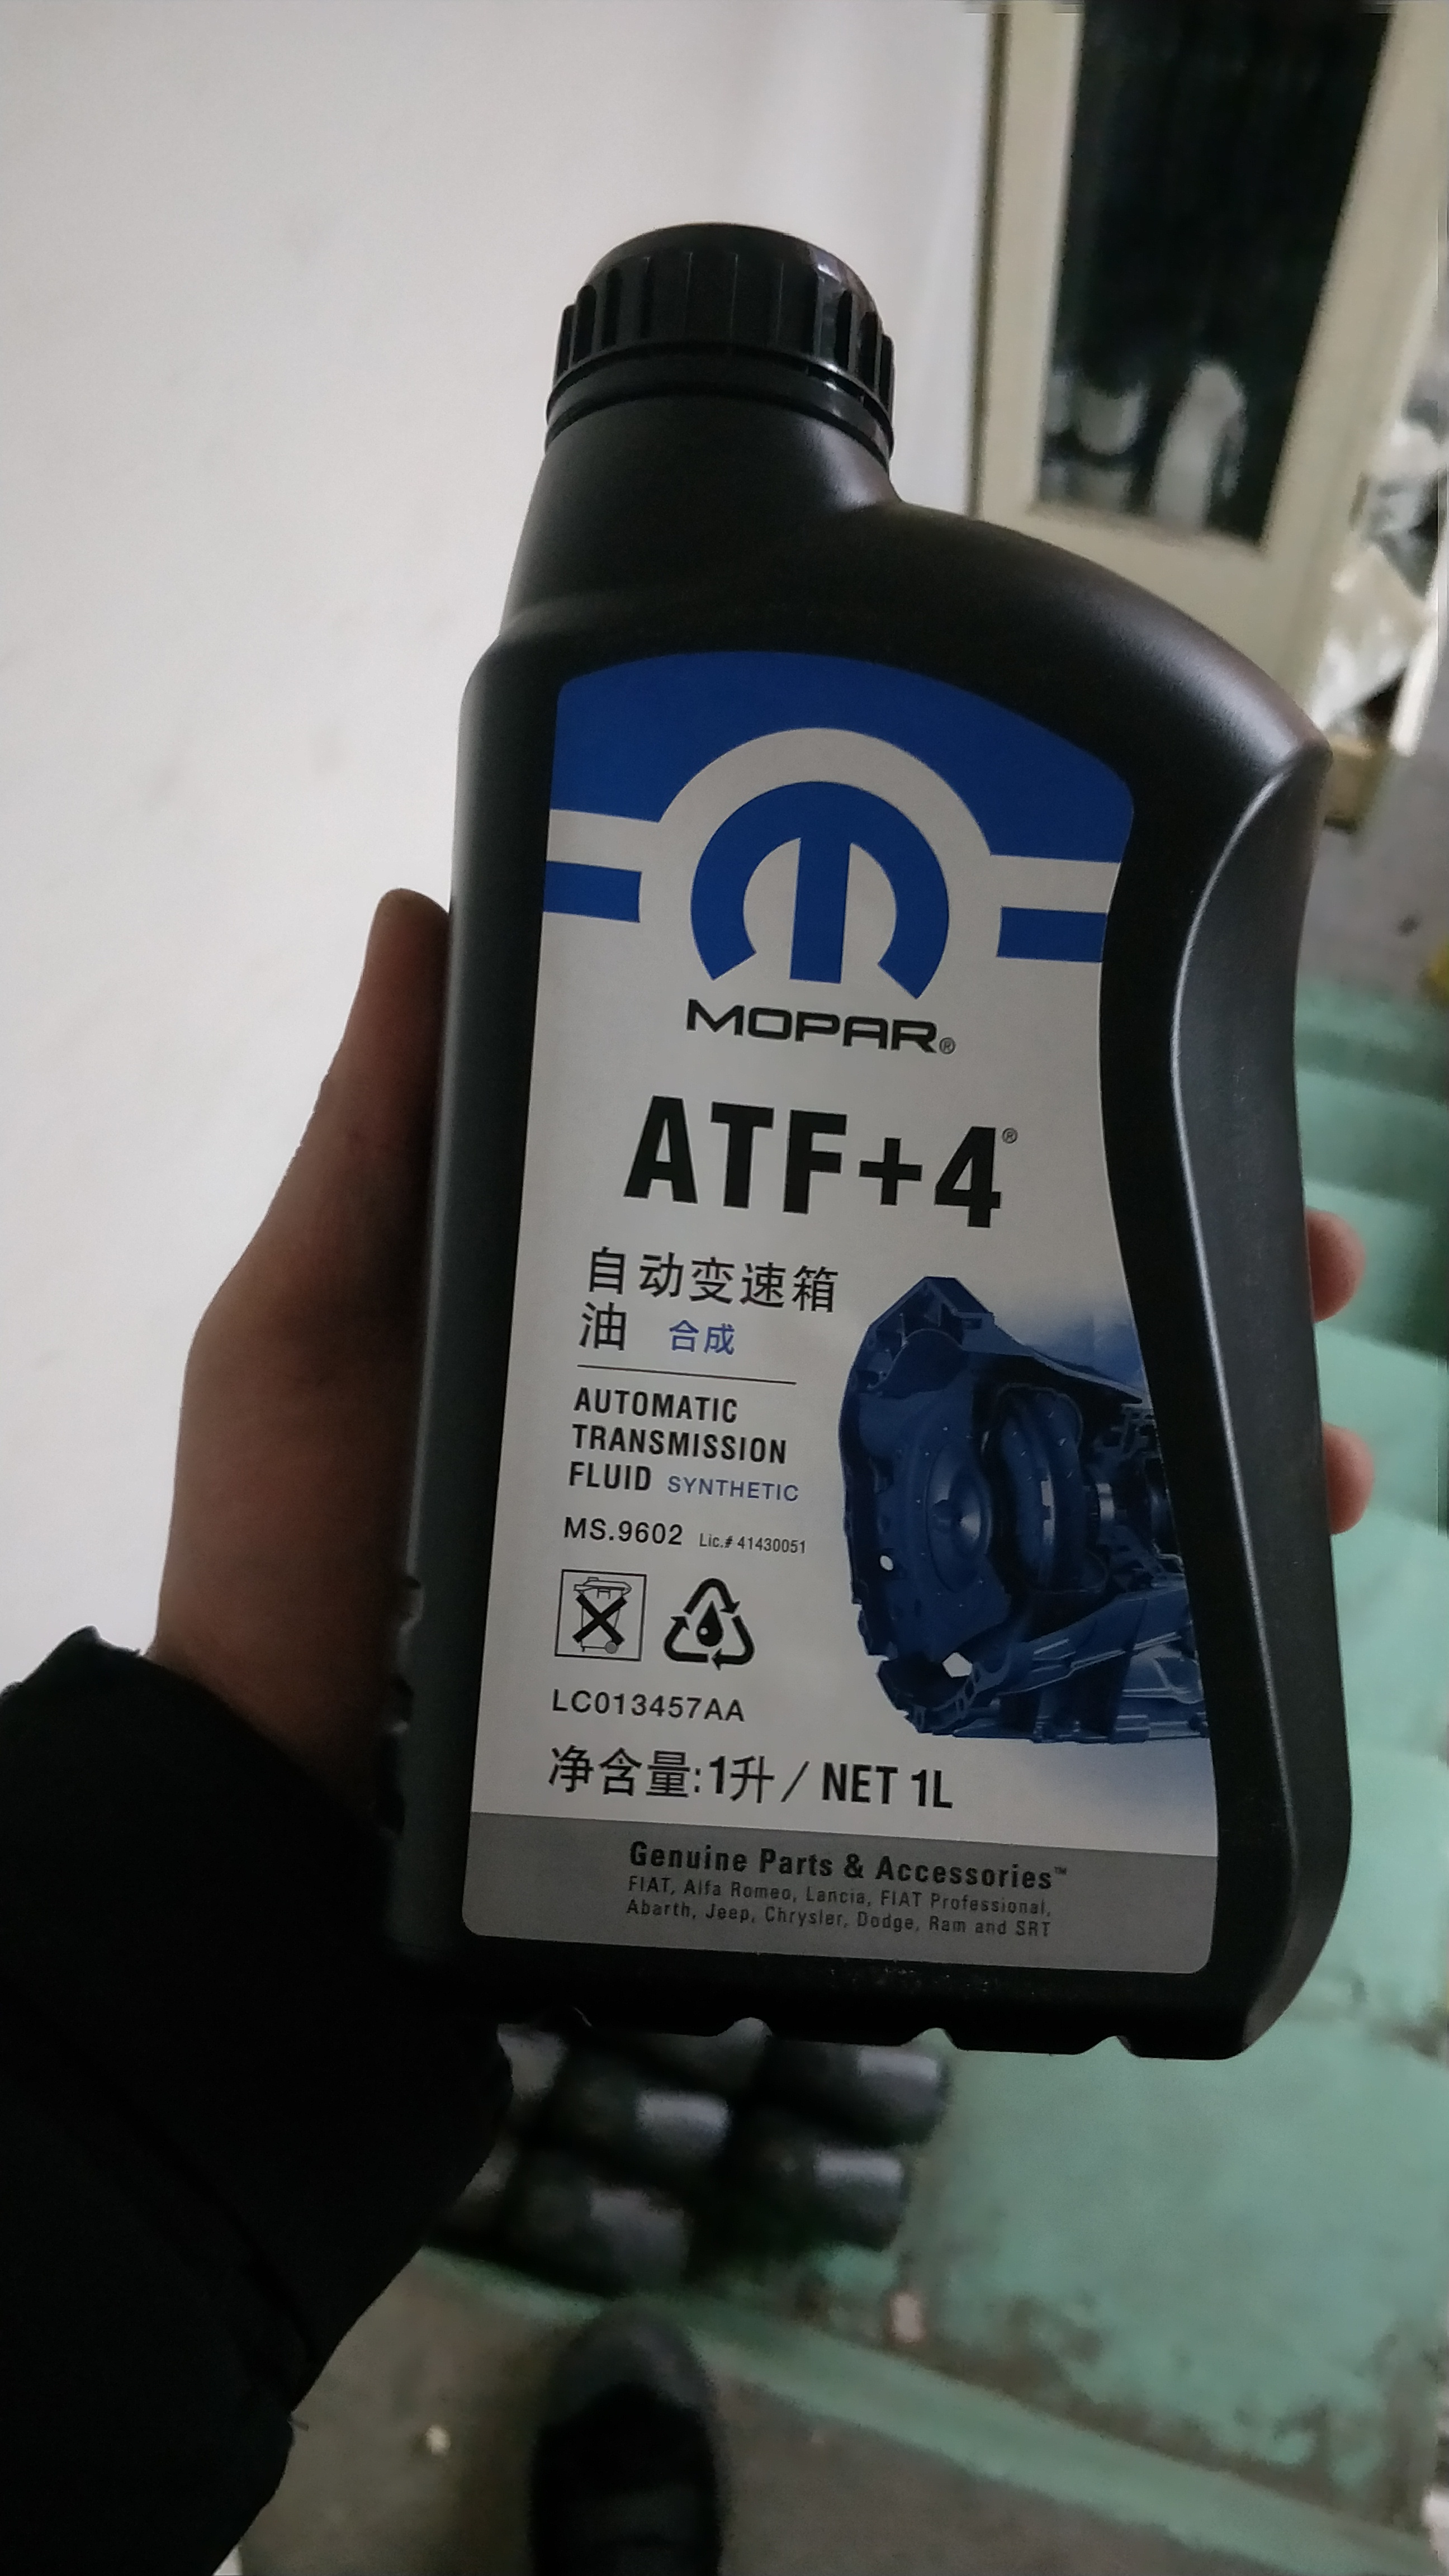 MOPAR®
ATF+4®
自动变速箱
油 合成
AUTOMATIC
TRANSMISSION
FLUID SYNTHETIC
MS.9602 Lic.# 41430051
LC013457AA
净含量:1升/NET 1L
Genuine Parts & Accessories™
FIAT, Alfa Romeo, Lancia, FIAT Professional,
Abarth, Jeep, Chrysler, Dodge, Ram and SRT